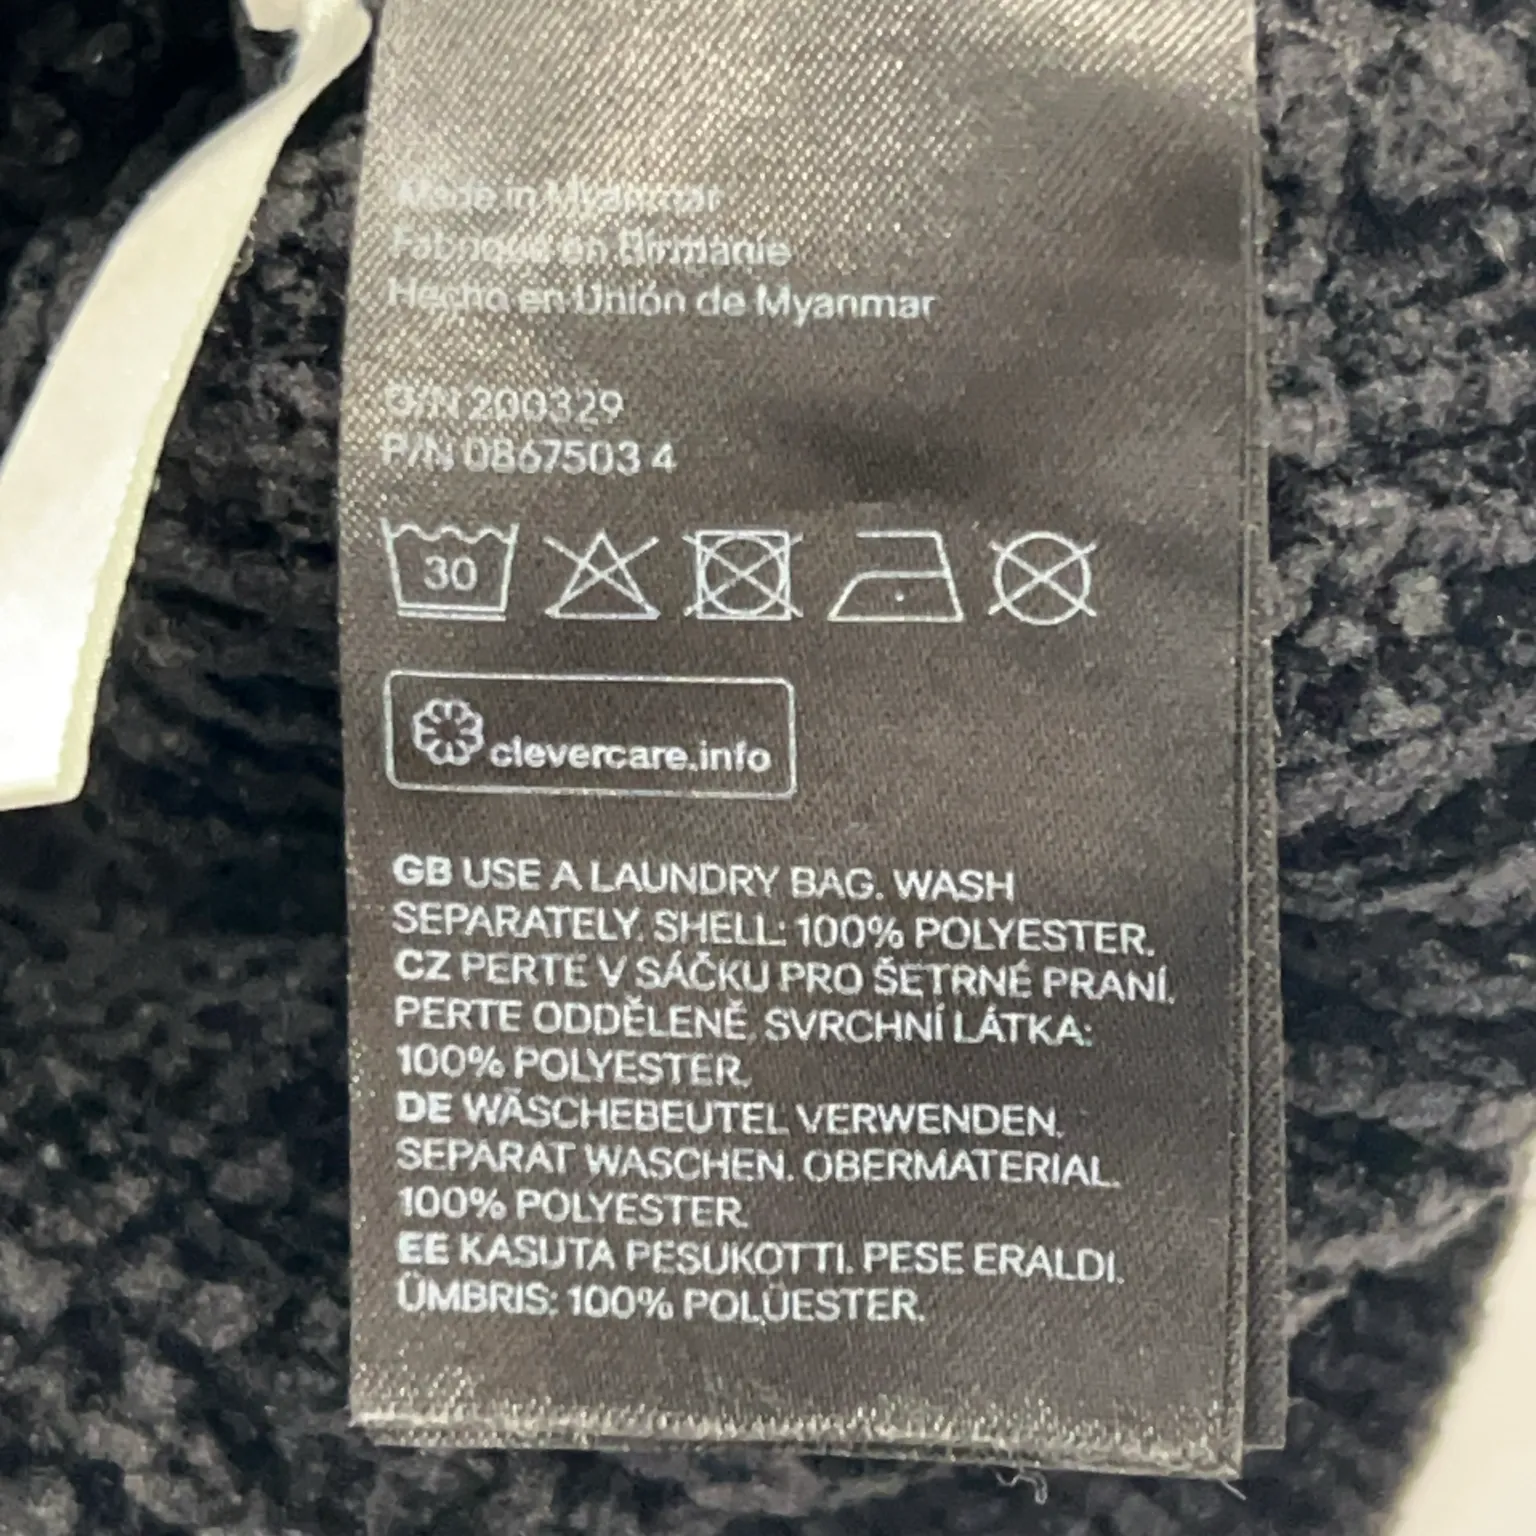 Made in Myanmar
Fabriqué en Birmanie
Hecho en Unión de Myanmar
O/N 200329
P/N 0867503 4
30
clevercare.info
GB USE A LAUNDRY BAG. WASH
SEPARATELY. SHELL: 100% POLYESTER.
CZ PERTE V SÁČKU PRO ŠETRNÉ PRANÍ.
PERTE ODDĚLENĚ. SVRCHNÍ LÁTKA:
100% POLYESTER.
DE WÄSCHEBEUTEL VERWENDEN.
SEPARAT WASCHEN. OBERMATERIAL.
100% POLYESTER.
EE KASUTA PESUKOTTI. PESE ERALDI.
ÜMBRIS: 100% POLÜESTER.